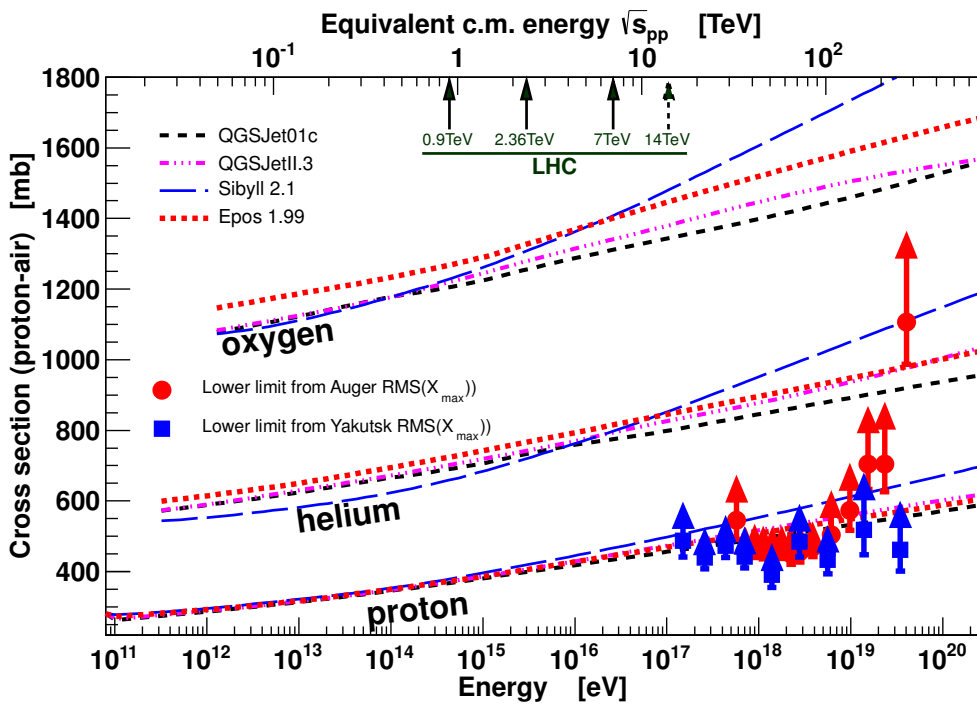 Equivalent c.m. energy √s_pp [TeV]
10^-1 1 10 10^2
1800
1600
1400
1200
1000
800
600
400
Cross section (proton-air) [mb]
QGSJet01c
QGSJetII.3
Sibyll 2.1
Epos 1.99
0.9TeV 2.36TeV 7TeV 14TeV
LHC
oxygen
Lower limit from Auger RMS(X_max))
Lower limit from Yakutsk RMS(X_max))
helium
proton
10^11 10^12 10^13 10^14 10^15 10^16 10^17 10^18 10^19 10^20
Energy [eV]